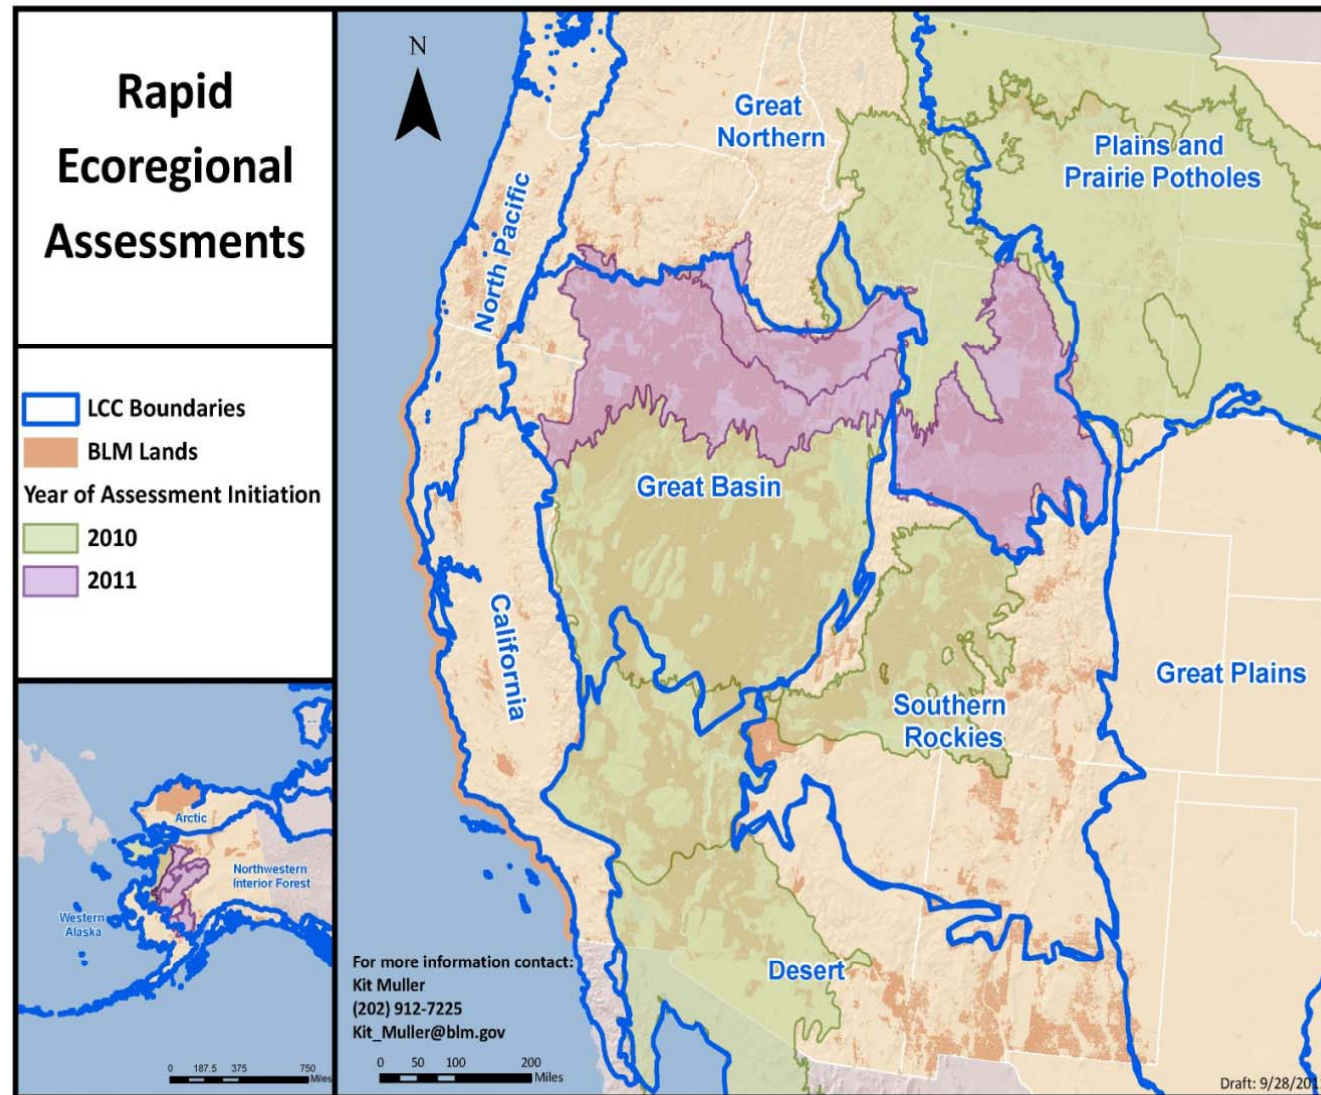 Rapid
Ecoregional
Assessments
LCC Boundaries
BLM Lands
Year of Assessment Initiation
2010
2011
Arctic
Northwestern
Interior Forest
Western
Alaska
0 187.5 375 750
Miles
N
Great
Northern
Plains and
Prairie Potholes
North Pacific
Great Basin
California
Great Plains
Southern
Rockies
Desert
For more information contact:
Kit Muller
(202) 912-7225
Kit_Muller@blm.gov
0 50 100 200
Miles
Draft: